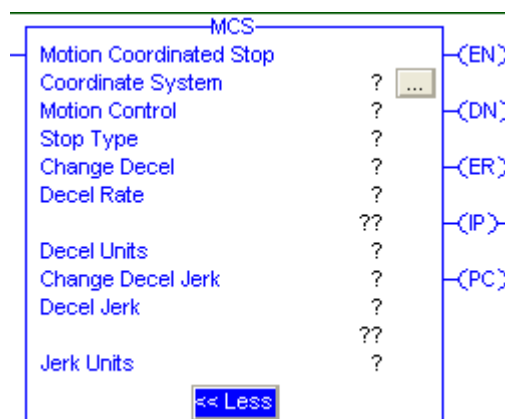 MCS
Motion Coordinated Stop (EN)
Coordinate System ? ...
Motion Control ? (DN)
Stop Type ?
Change Decel ? (ER)
Decel Rate ?
?? (IP)
Decel Units ?
Change Decel Jerk ? (PC)
Decel Jerk ?
??
Jerk Units ?
<< Less